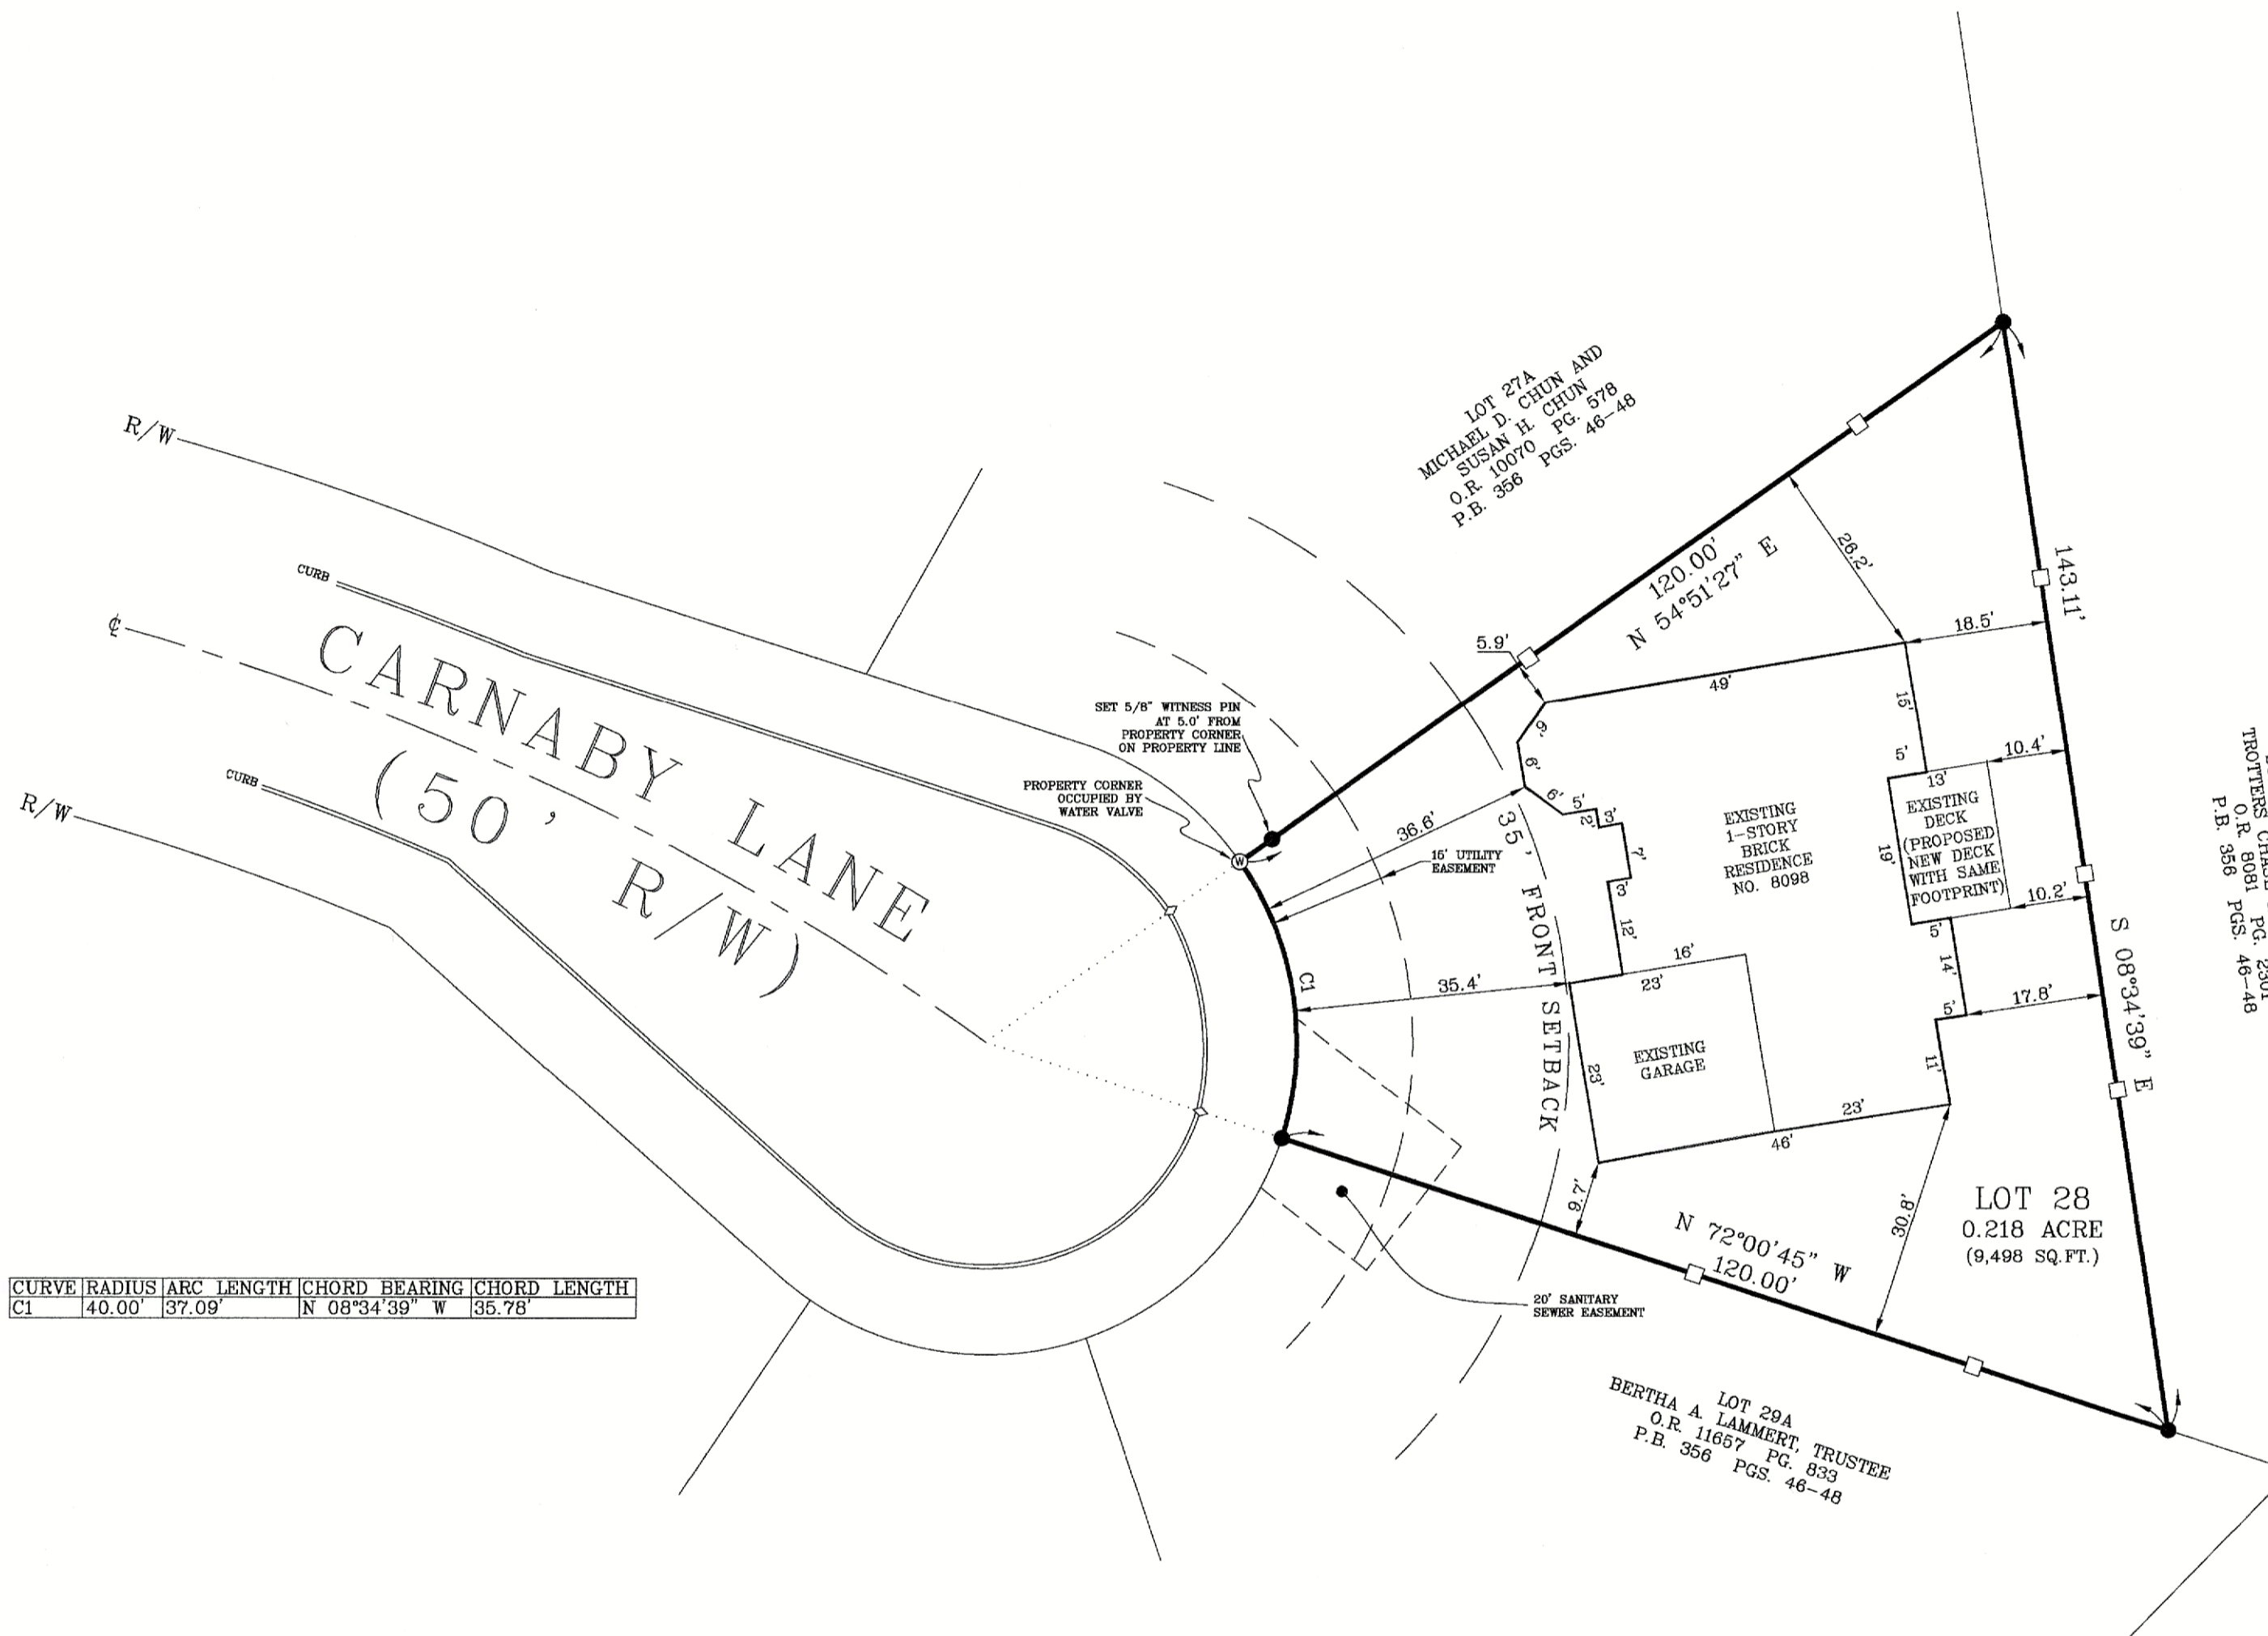 R/W
CURB
℄
CARNABY LANE
(50' R/W)
CURB
R/W
SET 5/8" WITNESS PIN
AT 5.0' FROM
PROPERTY CORNER
ON PROPERTY LINE
PROPERTY CORNER
OCCUPIED BY
WATER VALVE
W
LOT 27A
MICHAEL D. CHUN AND
SUSAN H. CHUN
O.R. 10070 PG. 578
P.B. 356 PGS. 46-48
120.00'
N 54°51'27" E
5.9'
26.2'
143.11'
S 08°34'39" E
18.5'
49'
15'
9'
6'
6'
5'
2'
3'
7'
3'
12'
36.6'
15' UTILITY
EASEMENT
35' FRONT SETBACK
C1
35.4'
EXISTING
1-STORY
BRICK
RESIDENCE
NO. 8098
5'
13'
10.4'
19'
EXISTING
DECK
(PROPOSED
NEW DECK
WITH SAME
FOOTPRINT)
10.2'
5'
14'
5'
17.8'
11'
16'
23'
EXISTING
GARAGE
23'
23'
46'
9.7'
30.8'
N 72°00'45" W
120.00'
LOT 28
0.218 ACRE
(9,498 SQ.FT.)
20' SANITARY
SEWER EASEMENT
LOT 29A
BERTHA A. LAMMERT, TRUSTEE
O.R. 11657 PG. 833
P.B. 356 PGS. 46-48
TROTTERS
O.R. 8081 PG.
P.B. 356 PGS. 46-48
CURVE RADIUS ARC LENGTH CHORD BEARING CHORD LENGTH
C1 40.00' 37.09' N 08°34'39" W 35.78'